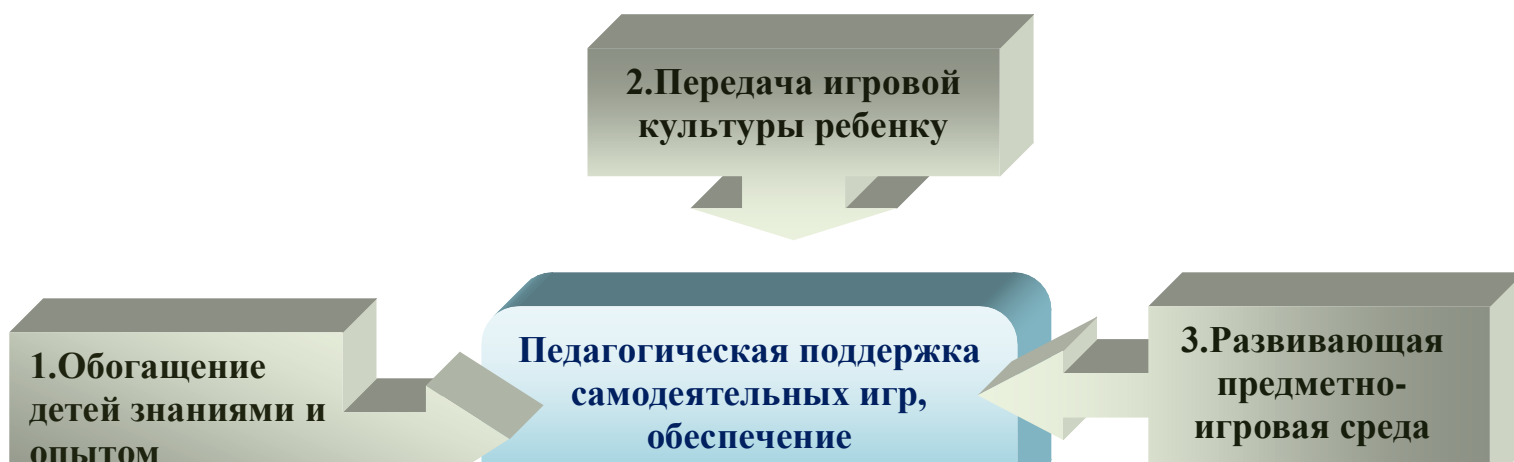 2.Передача игровой
культуры ребенку
1.Обогащение
детей знаниями и
опытом
Педагогическая поддержка
самодеятельных игр,
обеспечение
3.Развивающая
предметно-
игровая среда